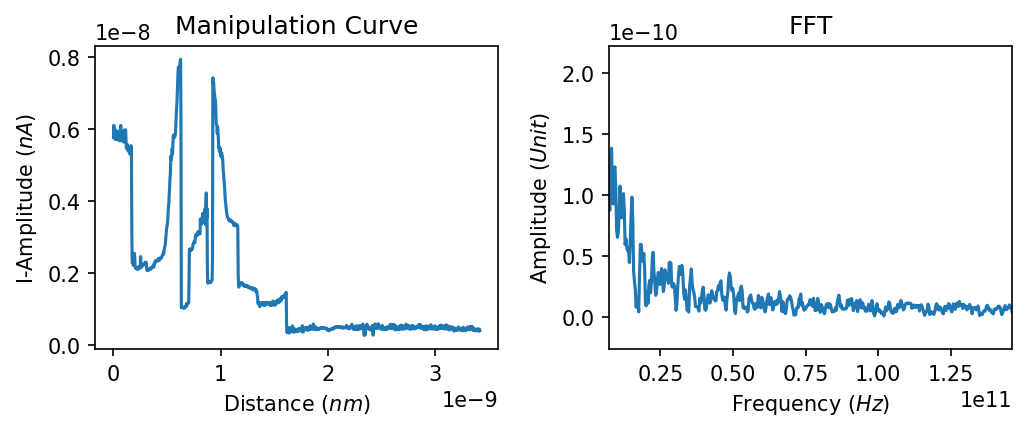 Manipulation Curve
1e−8
0.8
0.6
0.4
0.2
0.0
I-Amplitude (nA)
0
1
2
3
1e−9
Distance (nm)
FFT
1e−10
2.0
1.5
1.0
0.5
0.0
Amplitude (Unit)
0.25
0.50
0.75
1.00
1.25
1e11
Frequency (Hz)